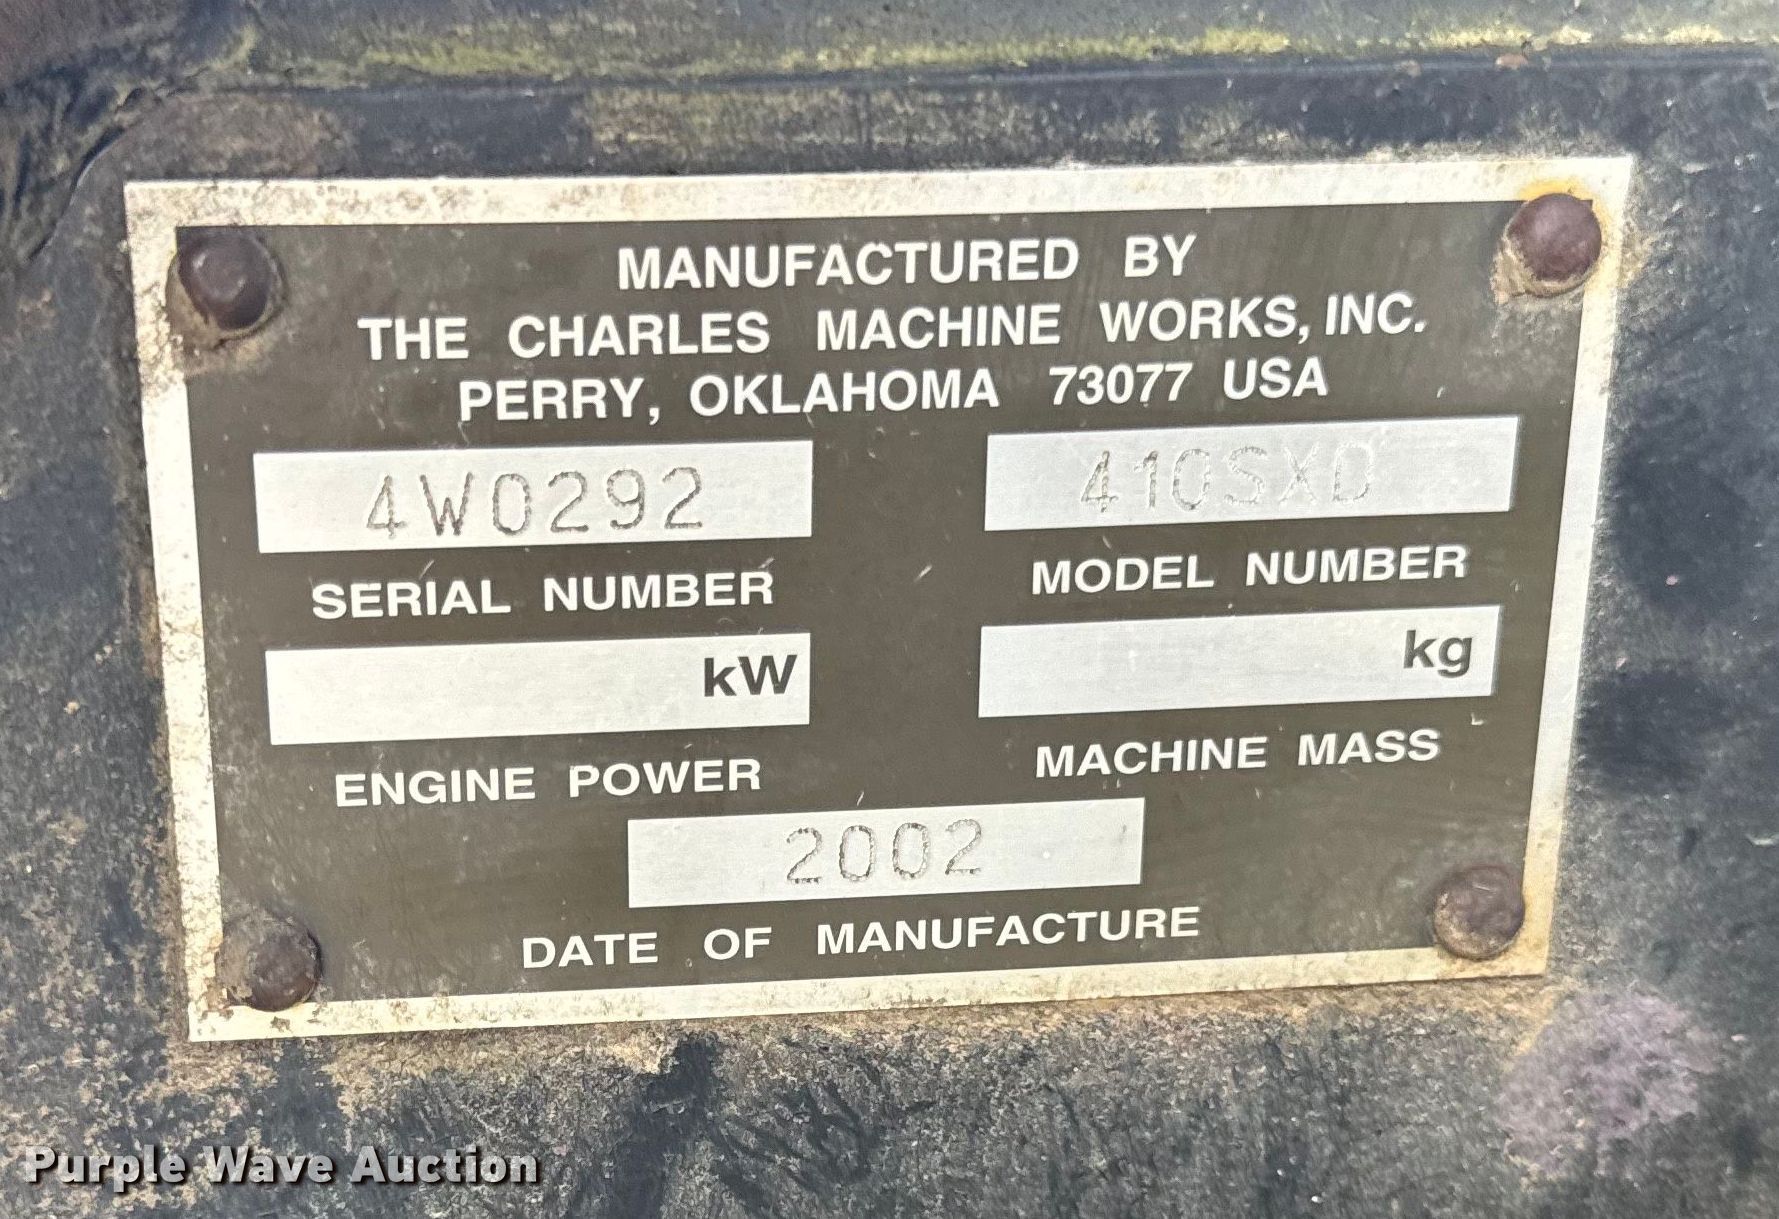 MANUFACTURED BY
THE CHARLES MACHINE WORKS, INC.
PERRY, OKLAHOMA 73077 USA
4W0292 410SXD
SERIAL NUMBER MODEL NUMBER
kW kg
ENGINE POWER MACHINE MASS
2002
DATE OF MANUFACTURE
Purple Wave Auction